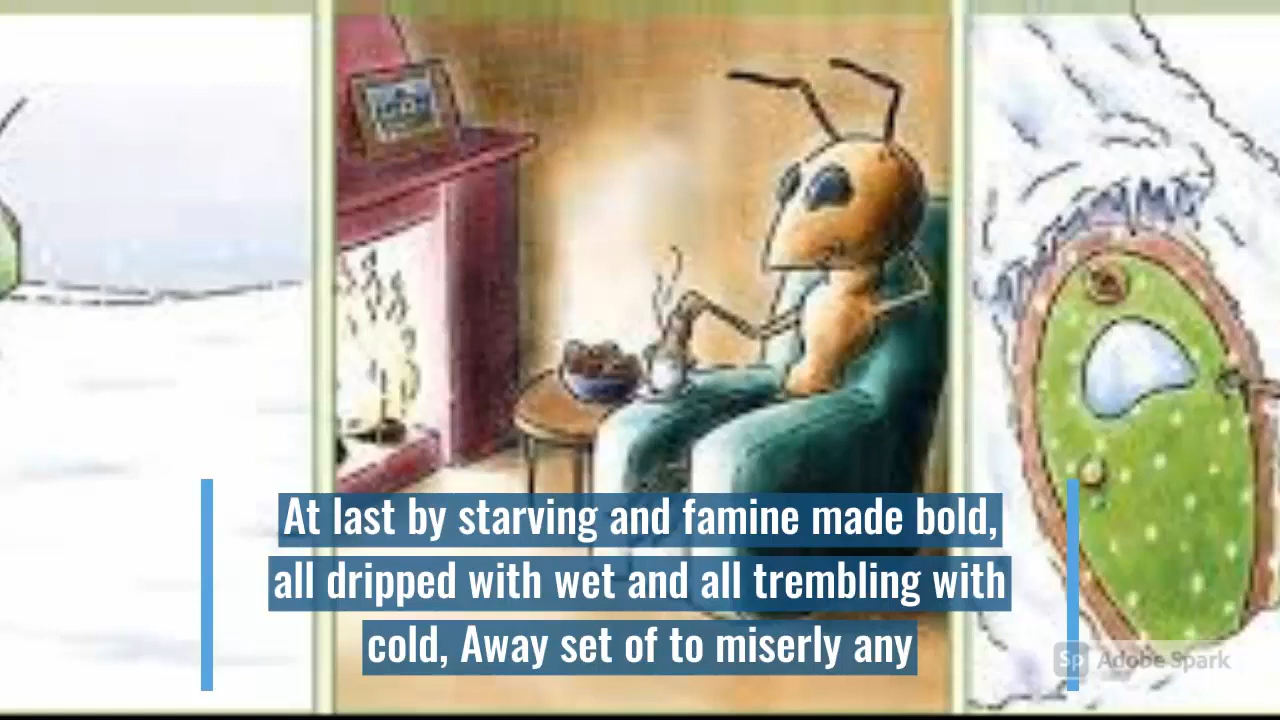 At last by starving and famine made bold,
all dripped with wet and all trembling with
cold, Away set of to miserly any
Sp Adobe Spark